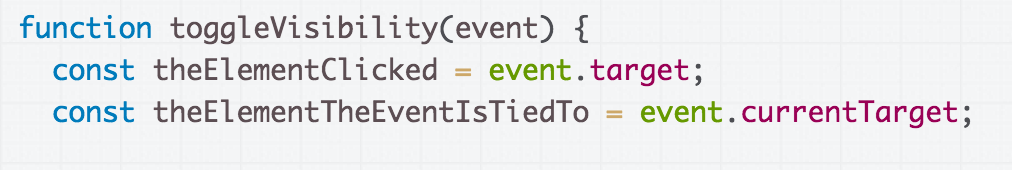 function toggleVisibility(event) {
  const theElementClicked = event.target;
  const theElementTheEventIsTiedTo = event.currentTarget;